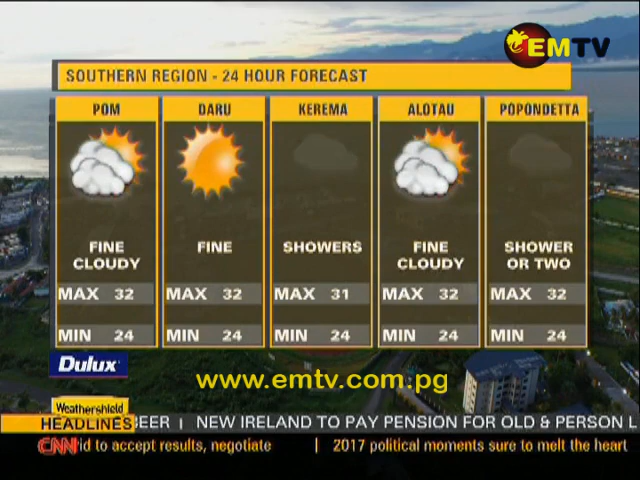 EMTV
SOUTHERN REGION - 24 HOUR FORECAST
POM DARU KEREMA ALOTAU POPONDETTA
FINE CLOUDY
FINE
SHOWERS
FINE CLOUDY
SHOWER OR TWO
MAX 32 MAX 32 MAX 31 MAX 32 MAX 32
MIN 24 MIN 24 MIN 24 MIN 24 MIN 24
Dulux
www.emtv.com.pg
Weathershield
HEADLINES BEER | NEW IRELAND TO PAY PENSION FOR OLD & PERSON
CNN to accept results, negotiate | 2017 political moments sure to melt the heart